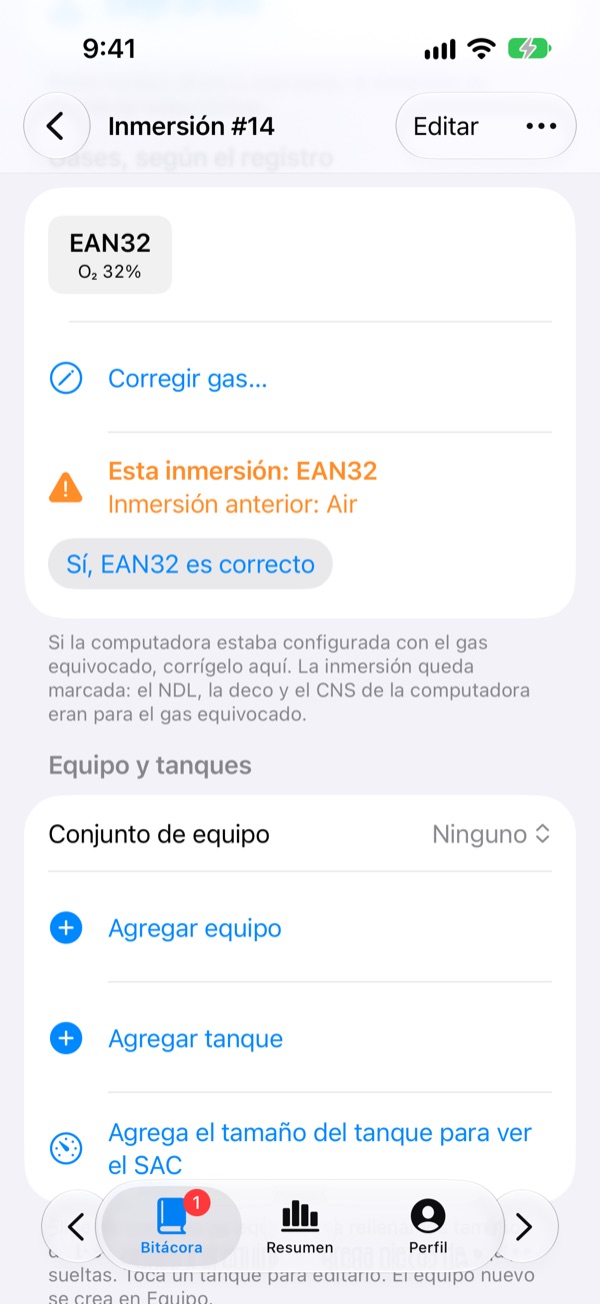 9:41
Inmersión #14
Editar
Gases, según el registro
EAN32
O₂ 32%
Corregir gas...
Esta inmersión: EAN32
Inmersión anterior: Air
Sí, EAN32 es correcto
Si la computadora estaba configurada con el gas
equivocado, corrígelo aquí. La inmersión queda
marcada: el NDL, la deco y el CNS de la computadora
eran para el gas equivocado.
Equipo y tanques
Conjunto de equipo
Ninguno
Agregar equipo
Agregar tanque
Agrega el tamaño del tanque para ver
el SAC
1
Bitácora
Resumen
Perfil
sueltas. Toca un tanque para editarlo. El equipo nuevo
se crea en Equipo.